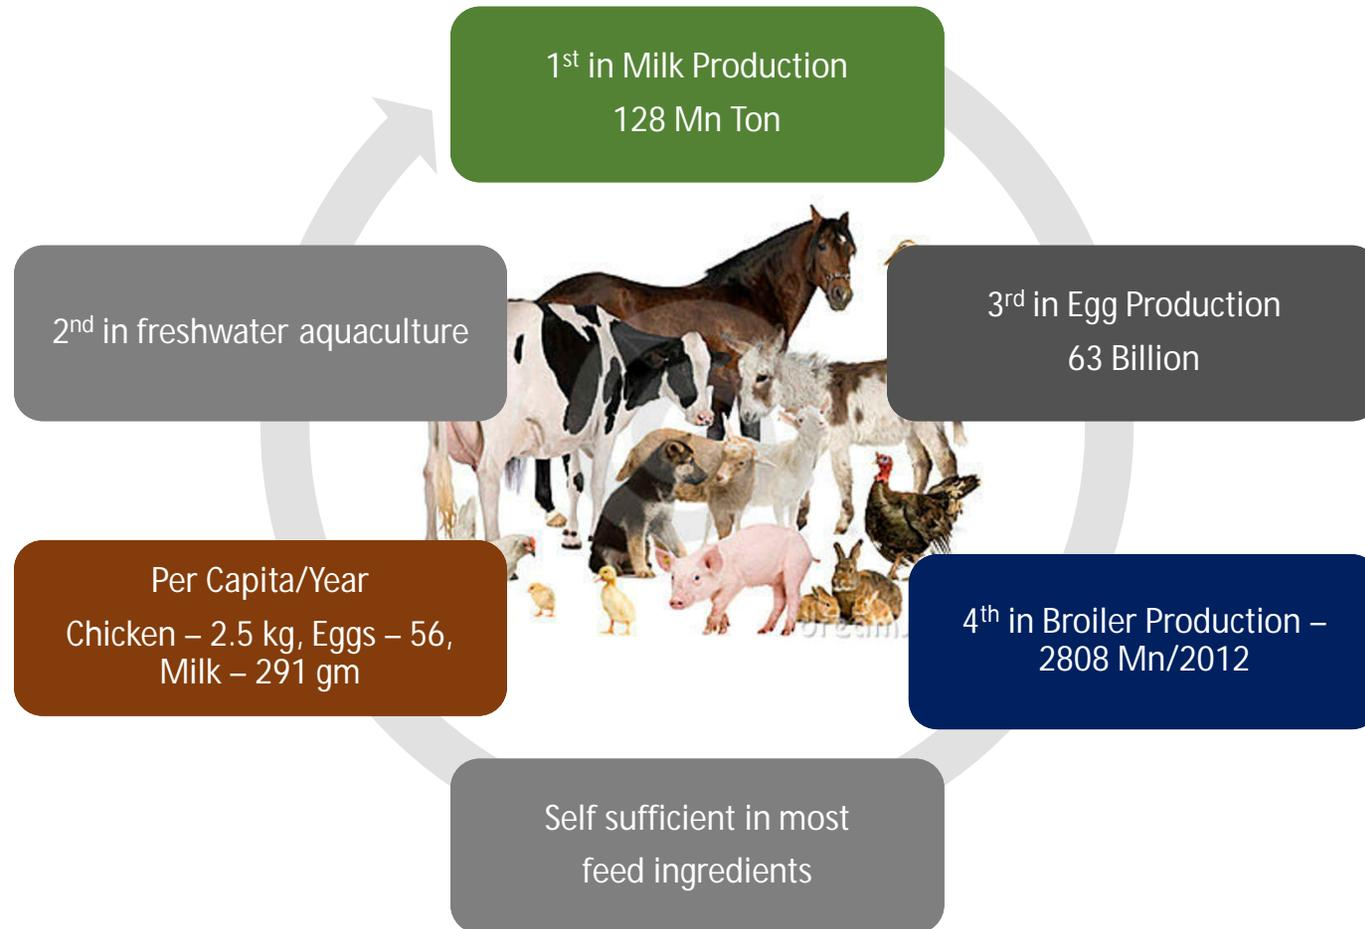 1st in Milk Production
128 Mn Ton
3rd in Egg Production
63 Billion
4th in Broiler Production –
2808 Mn/2012
Self sufficient in most
feed ingredients
Per Capita/Year
Chicken – 2.5 kg, Eggs – 56,
Milk – 291 gm
2nd in freshwater aquaculture